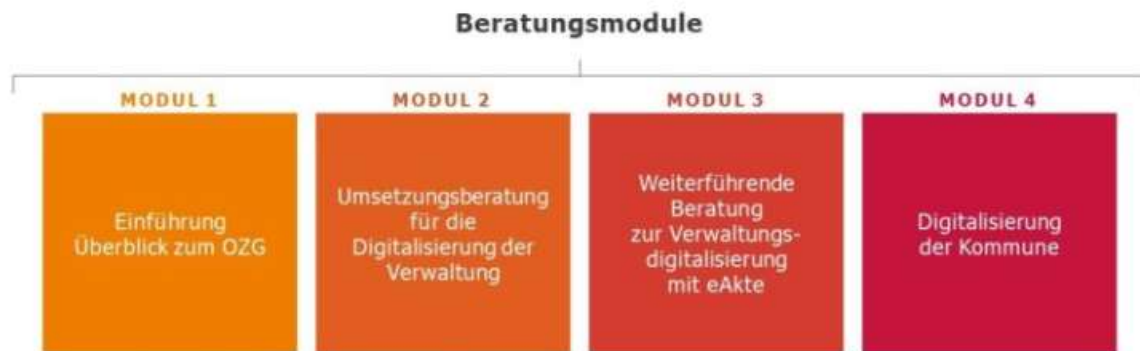 Beratungsmodule
MODUL 1
MODUL 2
MODUL 3
MODUL 4
Einführung
Überblick zum OZG
Umsetzungsberatung
für die
Digitalisierung der
Verwaltung
Weiterführende
Beratung
zur Verwaltungs-
digitalisierung
mit eAkte
Digitalisierung
der Kommune